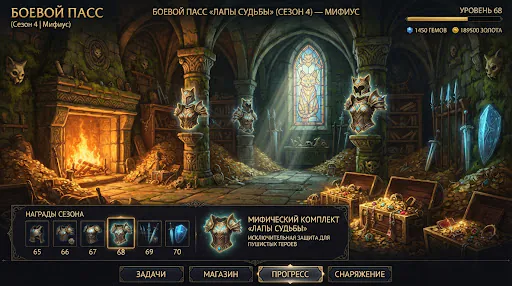 БОЕВОЙ ПАСС
(Сезон 4 | Мифиус)
БОЕВОЙ ПАСС «ЛАПЫ СУДЬБЫ» (СЕЗОН 4) — МИФИУС
УРОВЕНЬ 68
1450 ГЕМОВ
189500 ЗОЛОТА
НАГРАДЫ СЕЗОНА
65 66 67 68 69 70
МИФИЧЕСКИЙ КОМПЛЕКТ
«ЛАПЫ СУДЬБЫ»
ИСКЛЮЧИТЕЛЬНАЯ ЗАЩИТА ДЛЯ
ПУШИСТЫХ ГЕРОЕВ
ЗАДАЧИ
МАГАЗИН
ПРОГРЕСС
СНАРЯЖЕНИЕ